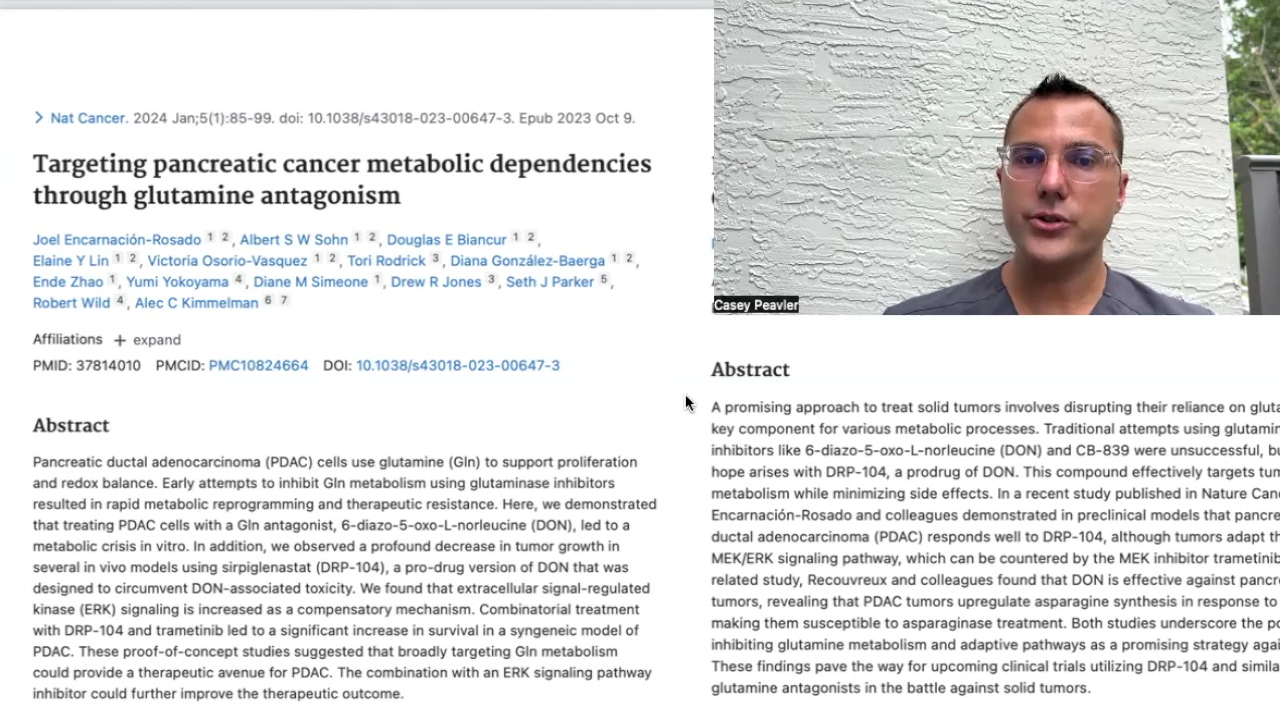 Nat Cancer. 2024 Jan;5(1):85-99. doi: 10.1038/s43018-023-00647-3. Epub 2023 Oct 9.
Targeting pancreatic cancer metabolic dependencies
through glutamine antagonism
Joel Encarnación-Rosado 1 2, Albert S W Sohn 1 2, Douglas E Biancur 1 2,
Elaine Y Lin 1 2, Victoria Osorio-Vasquez 1 2, Tori Rodrick 3, Diana González-Baerga 1 2,
Ende Zhao 1, Yumi Yokoyama 4, Diane M Simeone 1, Drew R Jones 3, Seth J Parker 5,
Robert Wild 4, Alec C Kimmelman 6 7
Affiliations + expand
PMID: 37814010 PMCID: PMC10824664 DOI: 10.1038/s43018-023-00647-3
Abstract
Pancreatic ductal adenocarcinoma (PDAC) cells use glutamine (Gln) to support proliferation
and redox balance. Early attempts to inhibit Gln metabolism using glutaminase inhibitors
resulted in rapid metabolic reprogramming and therapeutic resistance. Here, we demonstrated
that treating PDAC cells with a Gln antagonist, 6-diazo-5-oxo-L-norleucine (DON), led to a
metabolic crisis in vitro. In addition, we observed a profound decrease in tumor growth in
several in vivo models using sirpiglenastat (DRP-104), a pro-drug version of DON that was
designed to circumvent DON-associated toxicity. We found that extracellular signal-regulated
kinase (ERK) signaling is increased as a compensatory mechanism. Combinatorial treatment
with DRP-104 and trametinib led to a significant increase in survival in a syngeneic model of
PDAC. These proof-of-concept studies suggested that broadly targeting Gln metabolism
could provide a therapeutic avenue for PDAC. The combination with an ERK signaling pathway
inhibitor could further improve the therapeutic outcome.
Casey Peavler
Abstract
A promising approach to treat solid tumors involves disrupting their reliance on gluta
key component for various metabolic processes. Traditional attempts using glutamin
inhibitors like 6-diazo-5-oxo-L-norleucine (DON) and CB-839 were unsuccessful, bu
hope arises with DRP-104, a prodrug of DON. This compound effectively targets tum
metabolism while minimizing side effects. In a recent study published in Nature Canc
Encarnación-Rosado and colleagues demonstrated in preclinical models that pancre
ductal adenocarcinoma (PDAC) responds well to DRP-104, although tumors adapt th
MEK/ERK signaling pathway, which can be countered by the MEK inhibitor trametinib
related study, Recouvreux and colleagues found that DON is effective against pancre
tumors, revealing that PDAC tumors upregulate asparagine synthesis in response to
making them susceptible to asparaginase treatment. Both studies underscore the po
inhibiting glutamine metabolism and adaptive pathways as a promising strategy agai
These findings pave the way for upcoming clinical trials utilizing DRP-104 and simila
glutamine antagonists in the battle against solid tumors.